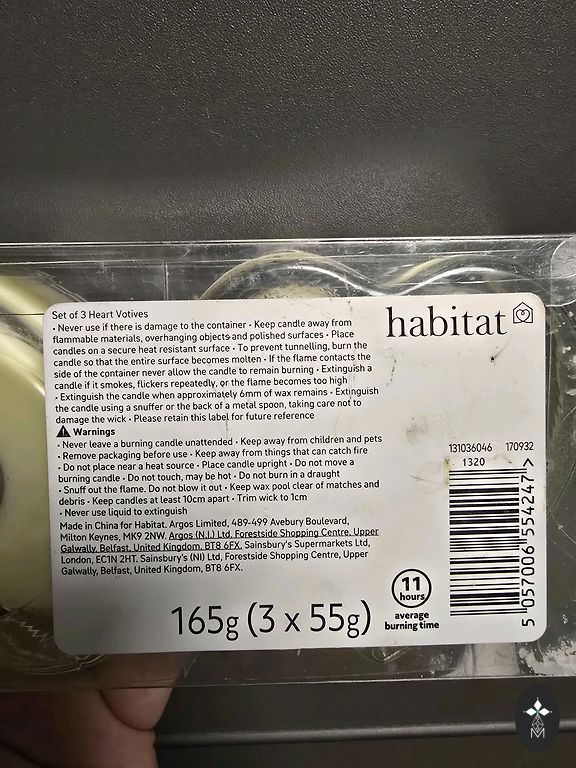 Set of 3 Heart Votives
• Never use if there is damage to the container • Keep candle away from
flammable materials, overhanging objects and polished surfaces • Place
candles on a secure heat resistant surface • To prevent tunnelling, burn the
candle so that the entire surface becomes molten • If the flame contacts the
side of the container never allow the candle to remain burning • Extinguish a
candle if it smokes, flickers repeatedly, or the flame becomes too high
• Extinguish the candle when approximately 6mm of wax remains • Extinguish
the candle using a snuffer or the back of a metal spoon, taking care not to
damage the wick • Please retain this label for future reference
Warnings
• Never leave a burning candle unattended • Keep away from children and pets
• Remove packaging before use • Keep away from things that can catch fire
• Do not place near a heat source • Place candle upright • Do not move a
burning candle • Do not touch, may be hot • Do not burn in a draught
• Snuff out the flame. Do not blow it out • Keep wax pool clear of matches and
debris • Keep candles at least 10cm apart • Trim wick to 1cm
• Never use liquid to extinguish
Made in China for Habitat. Argos Limited, 489-499 Avebury Boulevard,
Milton Keynes, MK9 2NW. Argos (N.I.) Ltd, Forestside Shopping Centre, Upper
Galwally, Belfast, United Kingdom, BT8 6FX. Sainsbury's Supermarkets Ltd,
London, EC1N 2HT. Sainsbury's (NI) Ltd, Forestside Shopping Centre, Upper
Galwally, Belfast, United Kingdom, BT8 6FX.
165g (3 x 55g)
habitat
131036046 170932
1320
5 057006 554247 >
11
hours
average
burning time
M